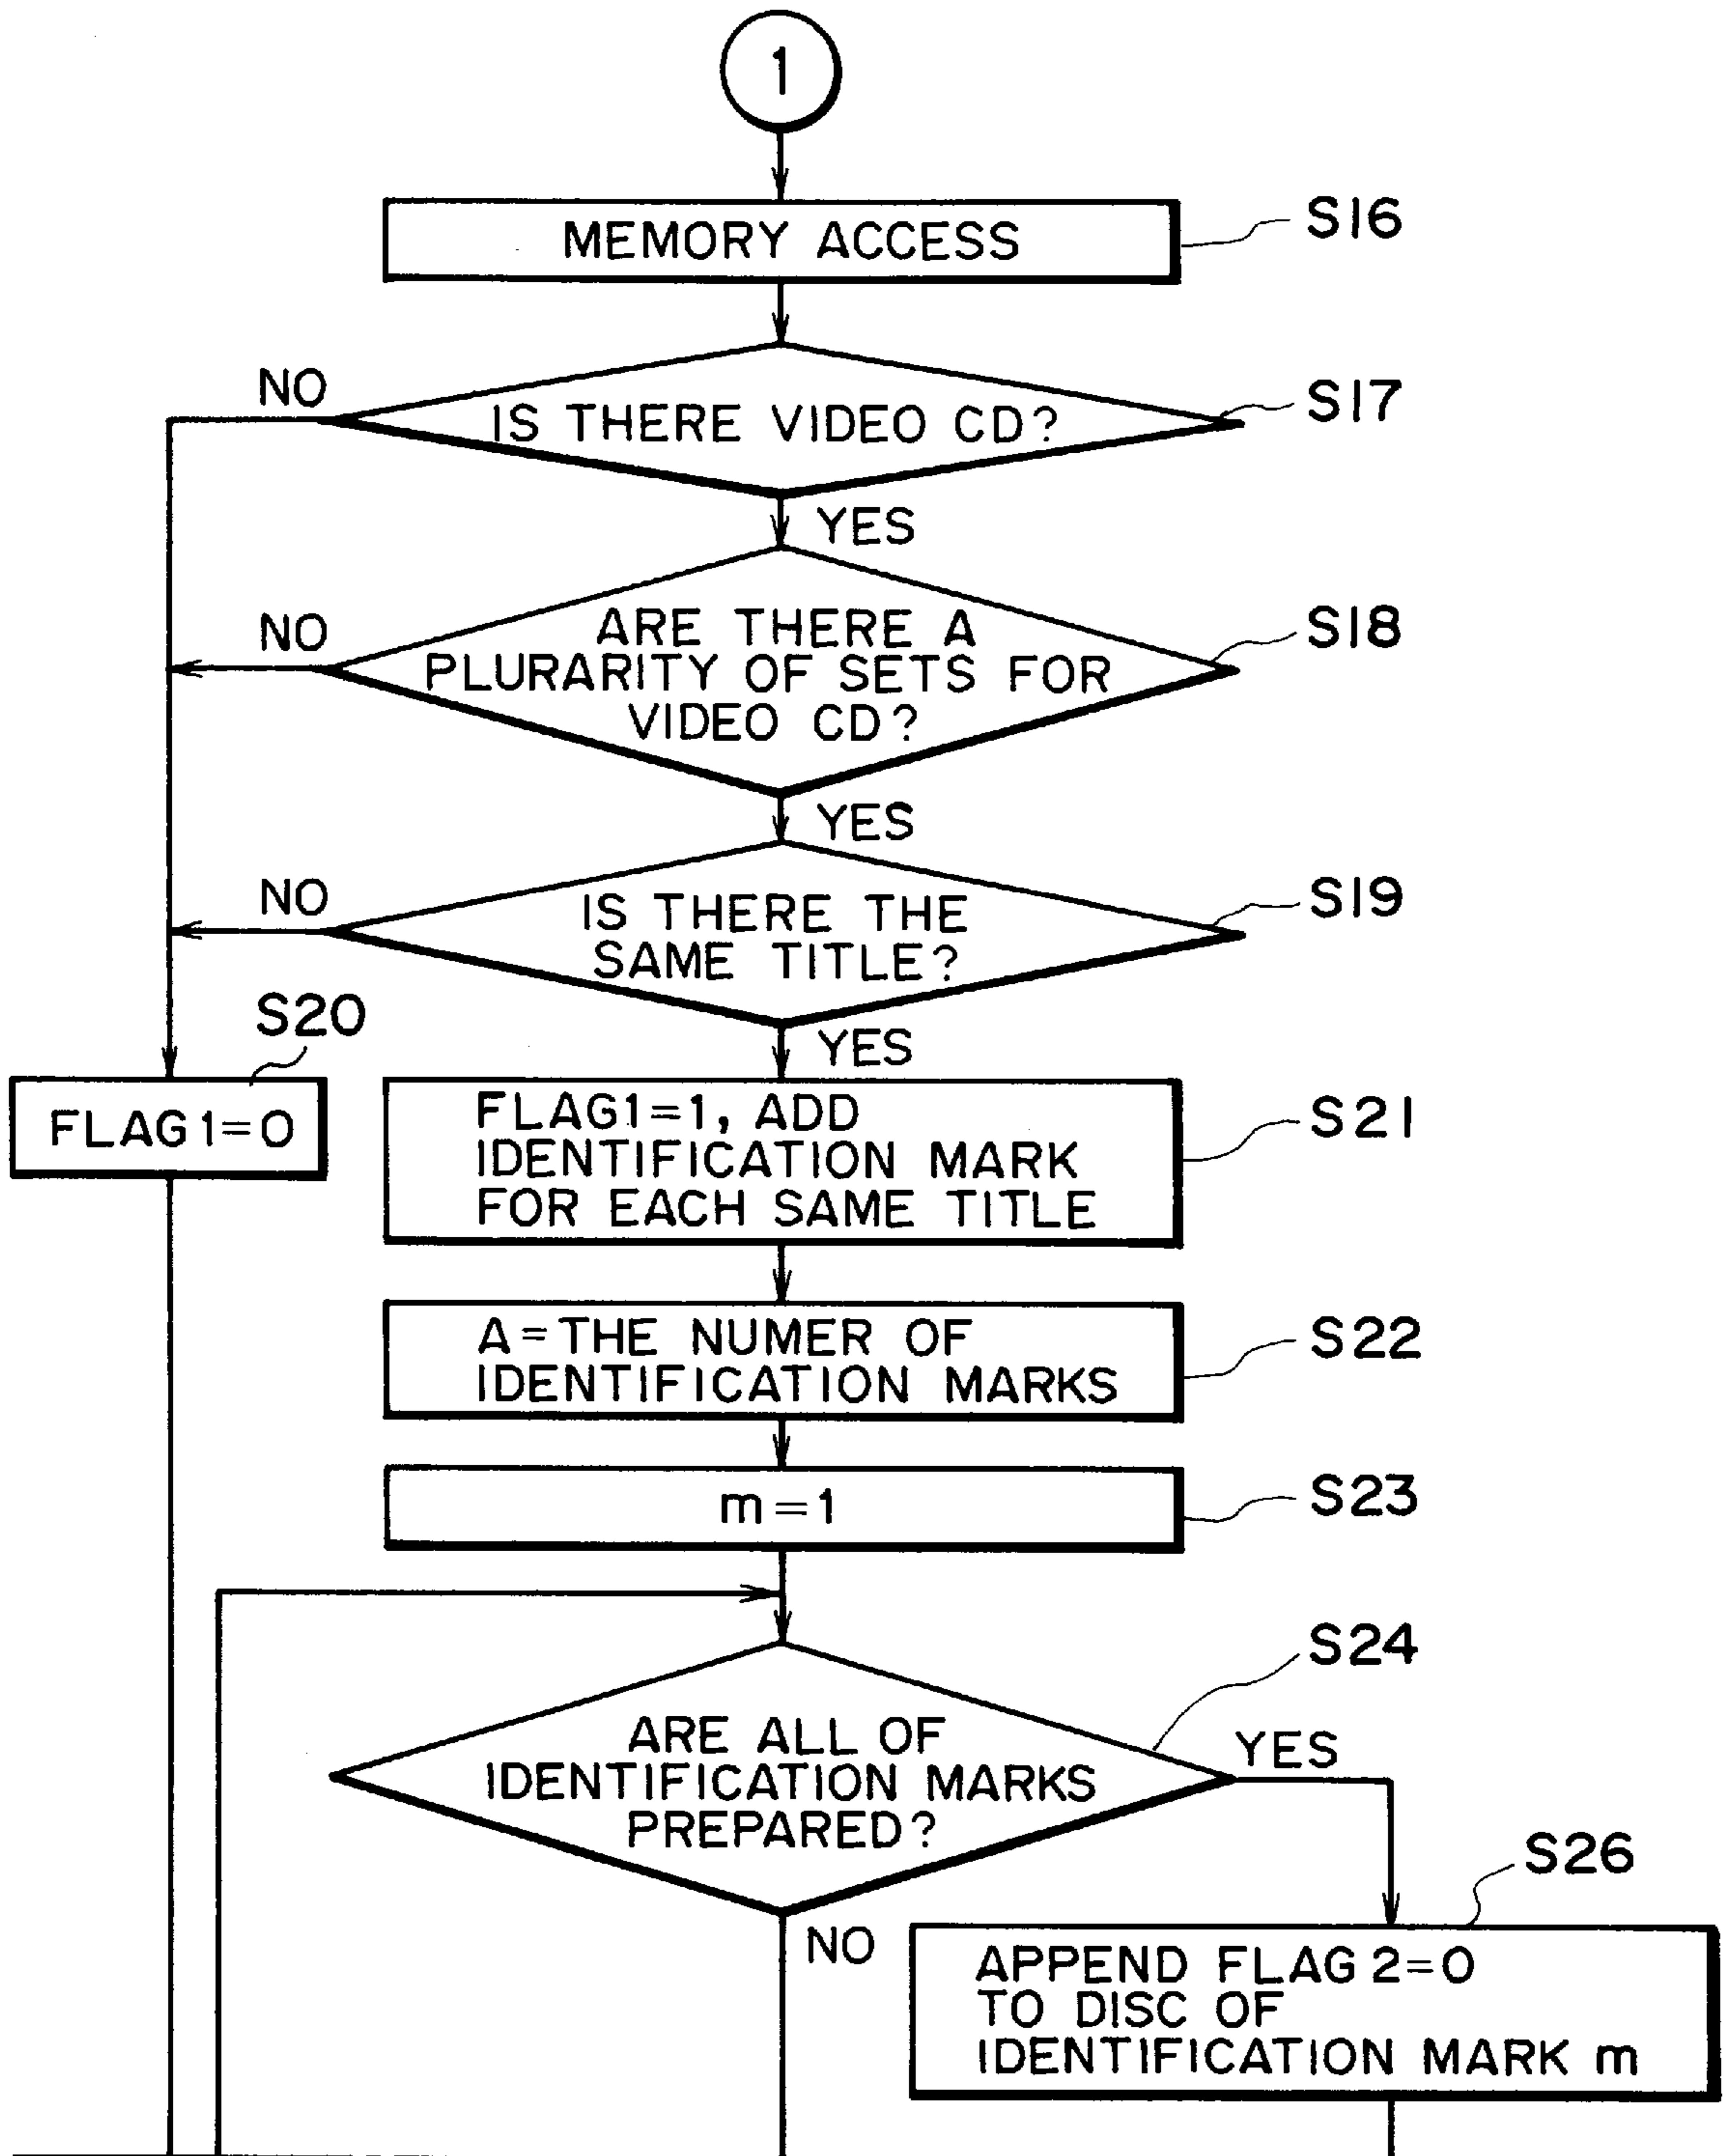 1
MEMORY ACCESS
S16
NO
IS THERE VIDEO CD?
S17
YES
NO
ARE THERE A
PLURARITY OF SETS FOR
VIDEO CD?
S18
YES
NO
IS THERE THE
SAME TITLE?
S19
YES
S20
FLAG1=0
FLAG1=1, ADD
IDENTIFICATION MARK
FOR EACH SAME TITLE
S21
A=THE NUMER OF
IDENTIFICATION MARKS
S22
m=1
S23
S24
ARE ALL OF
IDENTIFICATION MARKS
PREPARED?
YES
NO
S26
APPEND FLAG 2=0
TO DISC OF
IDENTIFICATION MARK m